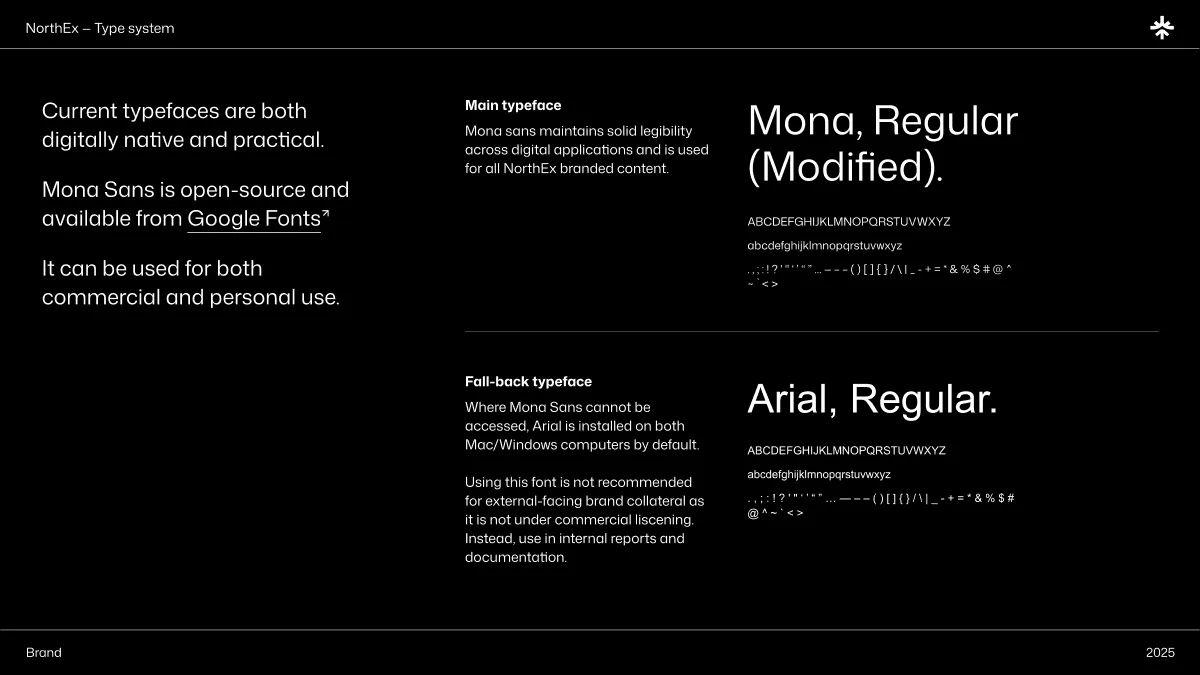 NorthEx – Type system
Current typefaces are both
digitally native and practical.
Mona Sans is open-source and
available from Google Fonts↗
It can be used for both
commercial and personal use.
Main typeface
Mona sans maintains solid legibility
across digital applications and is used
for all NorthEx branded content.
Mona, Regular
(Modified).
ABCDEFGHIJKLMNOPQRSTUVWXYZ
abcdefghijklmnopqrstuvwxyz
. , ; : ! ? ' " ‘ ’ “ ” … — – - ( ) [ ] { } / \ | _ - + = * & % $ # @ ^
~ ` < >
Fall-back typeface
Where Mona Sans cannot be
accessed, Arial is installed on both
Mac/Windows computers by default.
Using this font is not recommended
for external-facing brand collateral as
it is not under commercial liscening.
Instead, use in internal reports and
documentation.
Arial, Regular.
ABCDEFGHIJKLMNOPQRSTUVWXYZ
abcdefghijklmnopqrstuvwxyz
. , ; : ! ? ' " ‘ ’ “ ” … — – – ( ) [ ] { } / \ | _ - + = * & % $ #
@ ^ ~ ` < >
Brand
2025